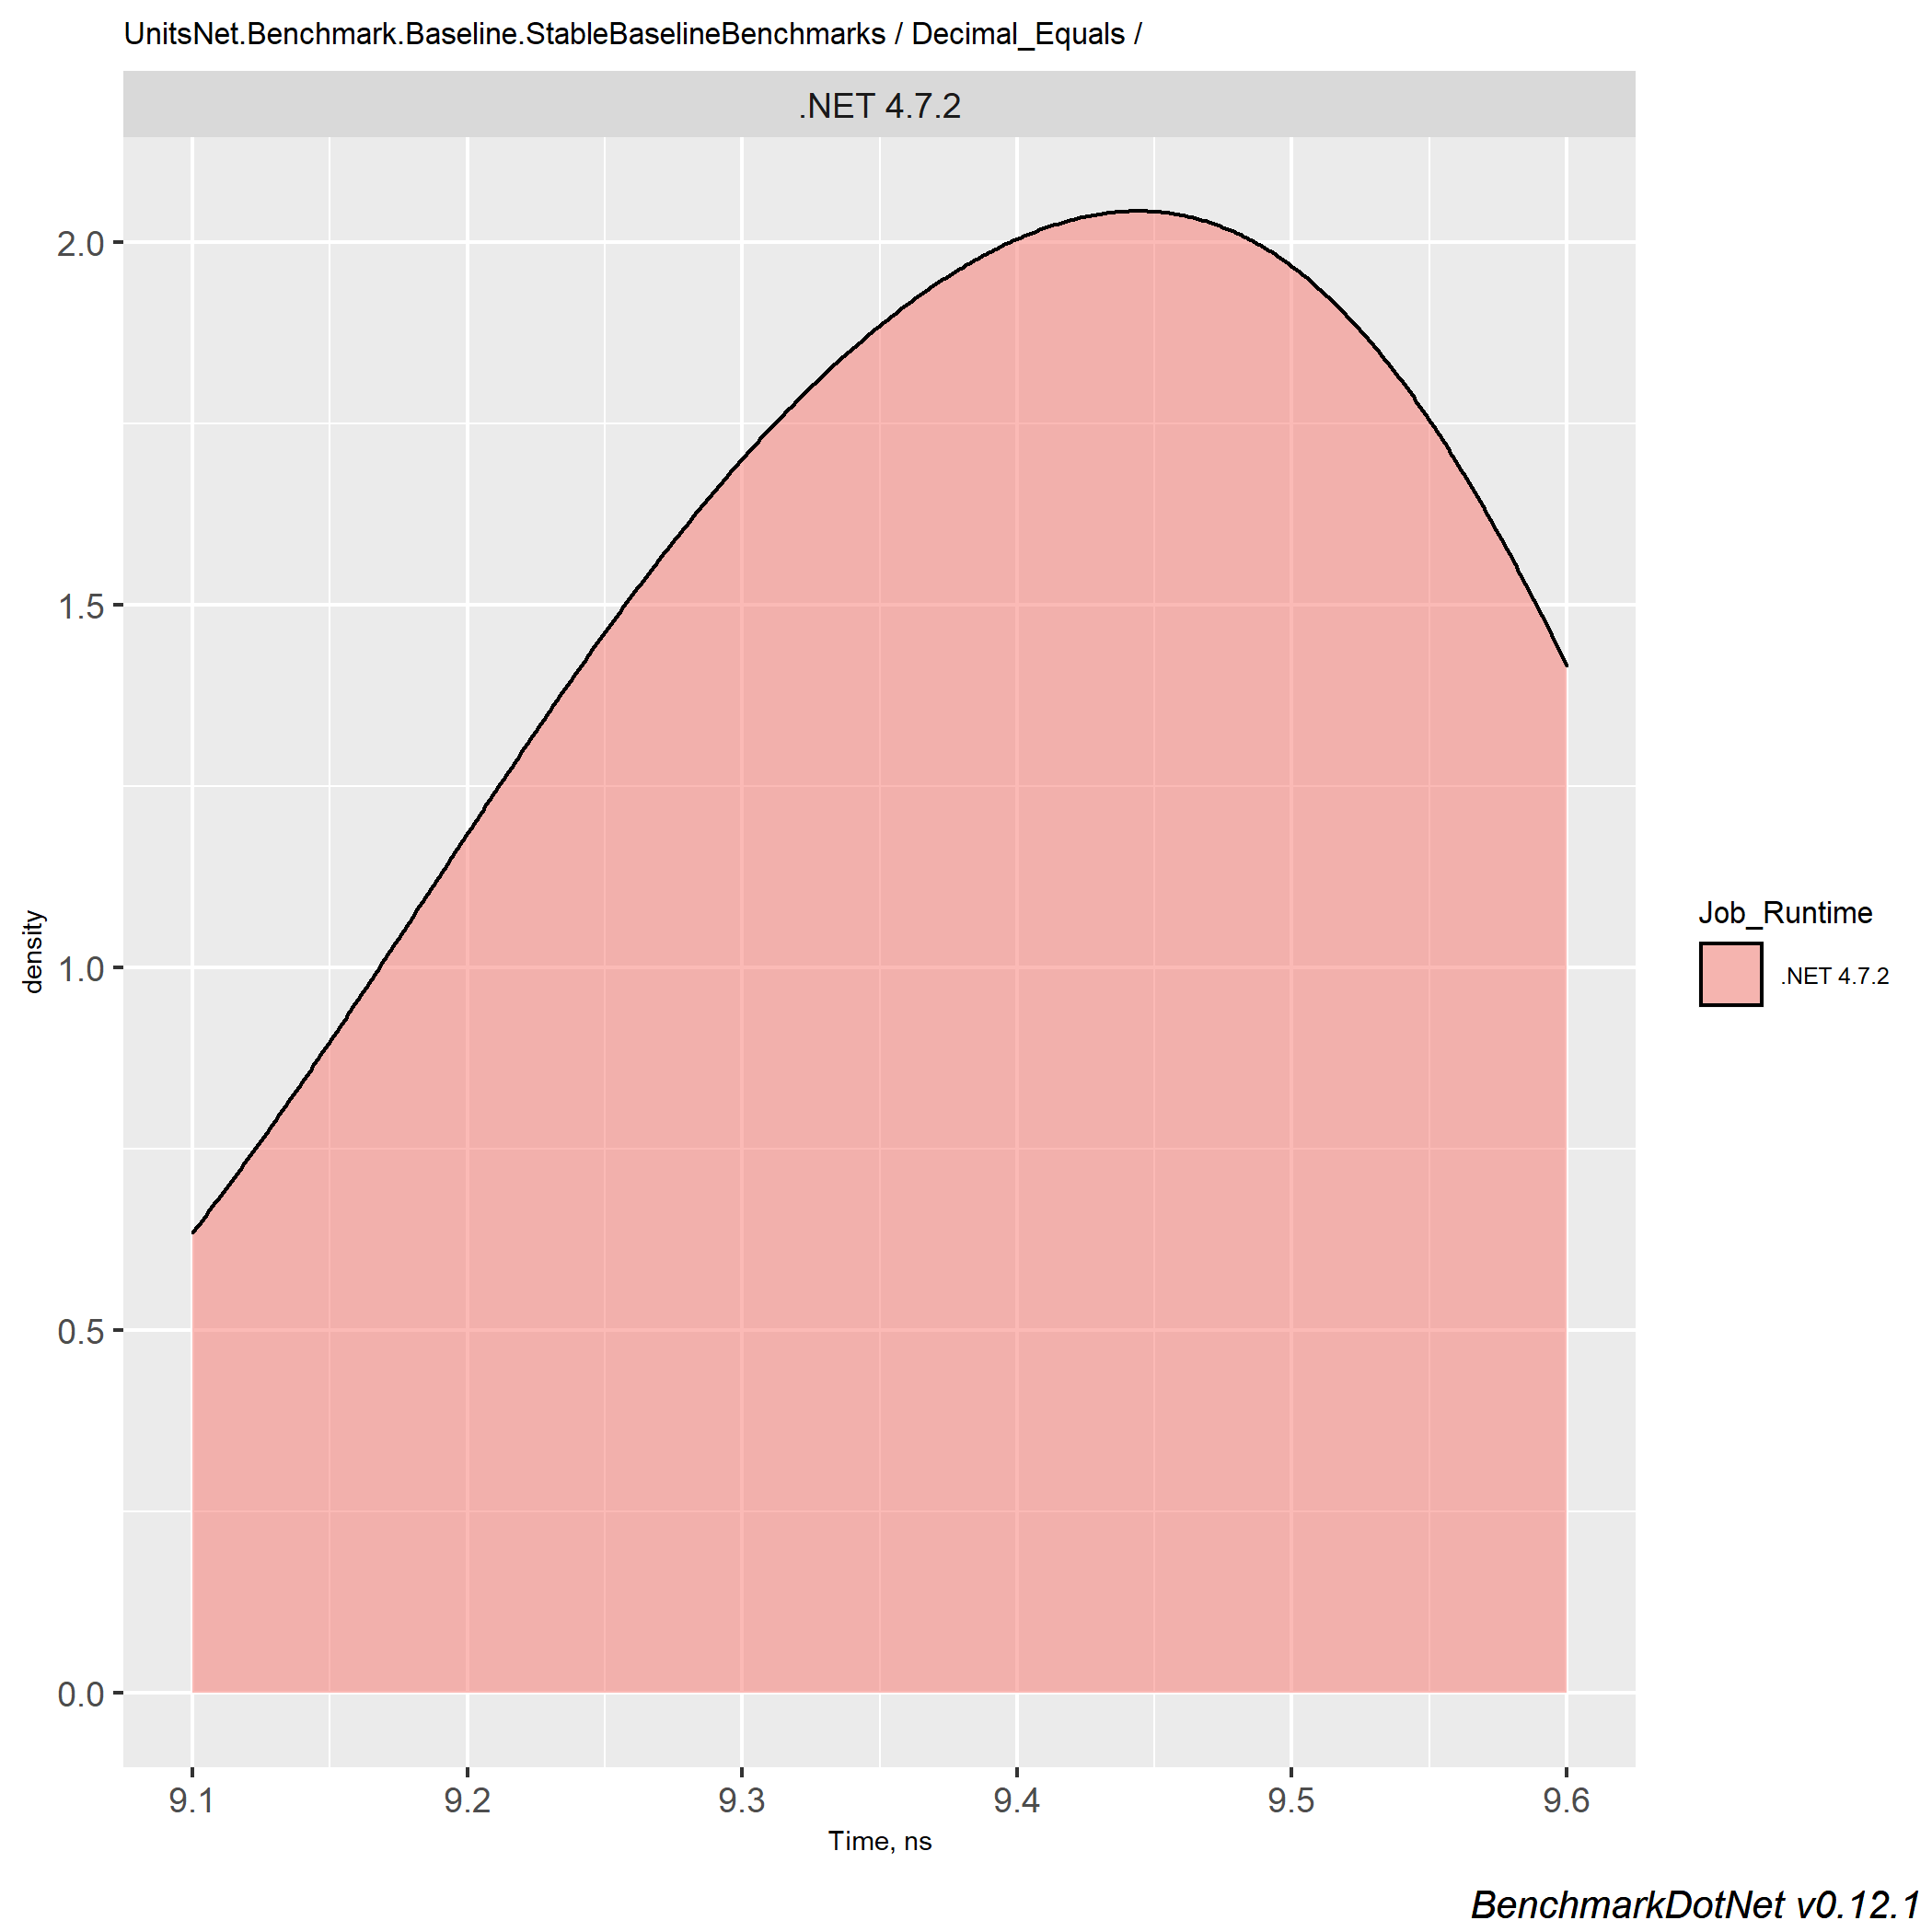 UnitsNet.Benchmark.Baseline.StableBaselineBenchmarks / Decimal_Equals /
.NET 4.7.2
2.0
1.5
1.0
0.5
0.0
density
9.1 9.2 9.3 9.4 9.5 9.6
Time, ns
Job_Runtime
.NET 4.7.2
BenchmarkDotNet v0.12.1